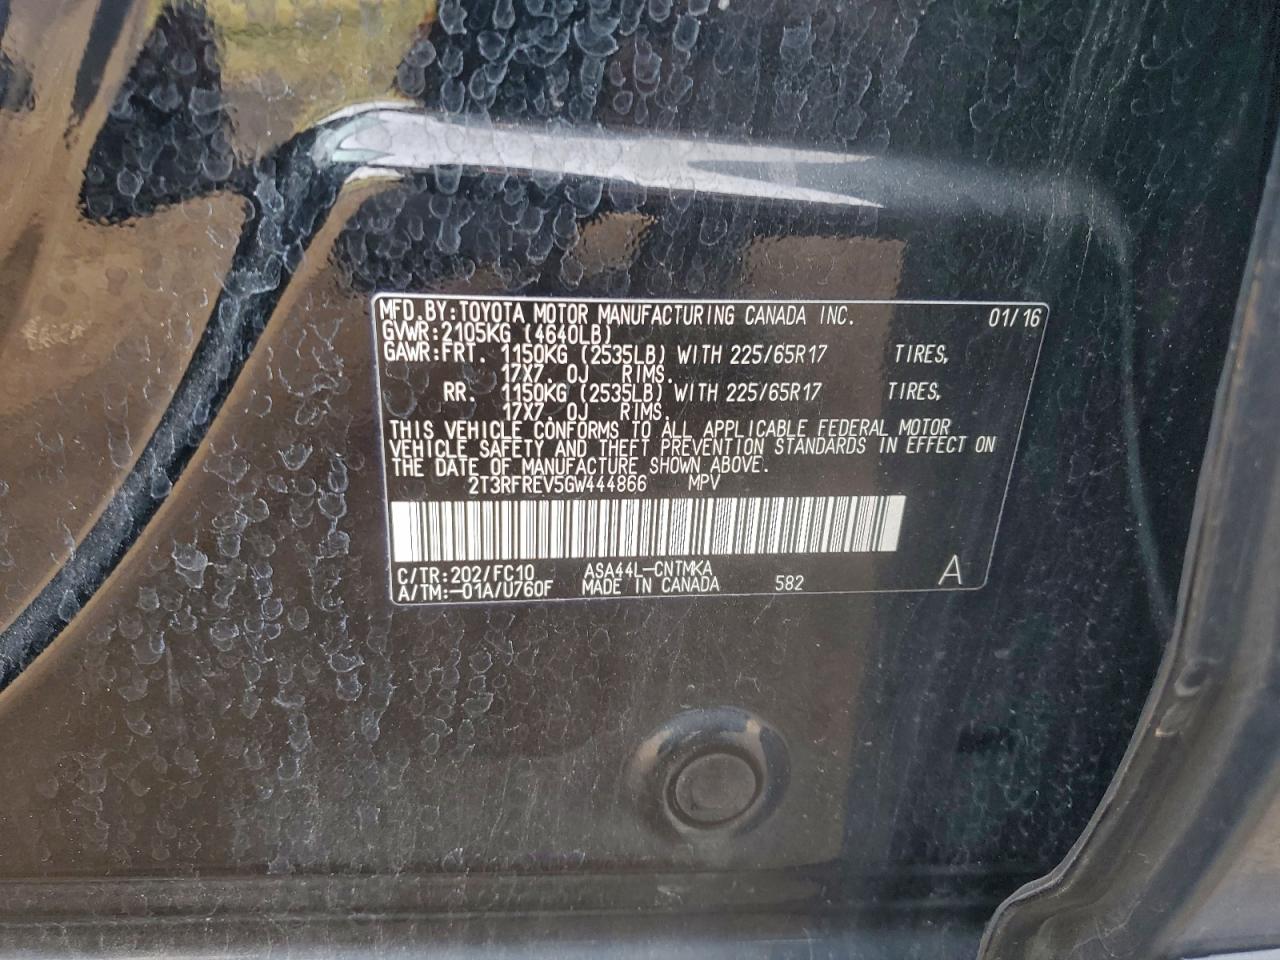 MFD.BY:TOYOTA MOTOR MANUFACTURING CANADA INC. 01/16
GVWR:2105KG (4640LB)
GAWR:FRT. 1150KG (2535LB) WITH 225/65R17 TIRES,
17X7.0J RIMS.
RR. 1150KG (2535LB) WITH 225/65R17 TIRES,
17X7.0J RIMS.
THIS VEHICLE CONFORMS TO ALL APPLICABLE FEDERAL MOTOR
VEHICLE SAFETY AND THEFT PREVENTION STANDARDS IN EFFECT ON
THE DATE OF MANUFACTURE SHOWN ABOVE.
2T3RFREV5GW444866 MPV
C/TR:202/FC10 ASA44L-CNTMKA
A/TM:-01A/U760F MADE IN CANADA 582 A